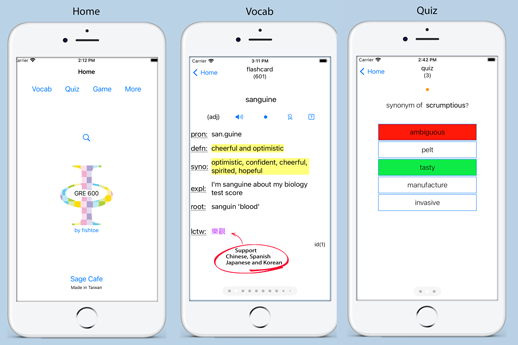 Home
Vocab
Quiz
Carrier
2:12 PM
Home
Vocab
Quiz
Game
More
GRE 600
by fishtoe
Sage Cafe
Made in Taiwan
Carrier
3:11 PM
Home
flashcard
(601)
sanguine
(adj)
pron:
san.guine
defn:
cheerful and optimistic
syno:
optimistic, confident, cheerful,
spirited, hopeful
expl:
I'm sanguine about my biology
test score
root:
sanguin 'blood'
lctw:
樂觀
id(1)
Support
Chinese, Spanish
Japanese and Korean
Carrier
2:42 PM
Home
quiz
(3)
synonym of scrumptious?
ambiguous
pelt
tasty
manufacture
invasive